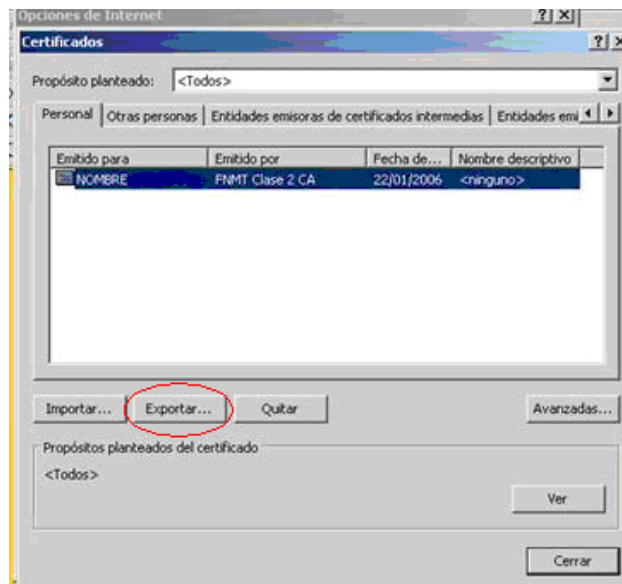 Opciones de Internet
Certificados
Propósito planteado: <Todos>
Personal Otras personas Entidades emisoras de certificados intermedias Entidades emi
Emitido para Emitido por Fecha de... Nombre descriptivo
NOMBRE FNMT Clase 2 CA 22/01/2006 <ninguno>
Importar... Exportar... Quitar Avanzadas...
Propósitos planteados del certificado
<Todos>
Ver
Cerrar